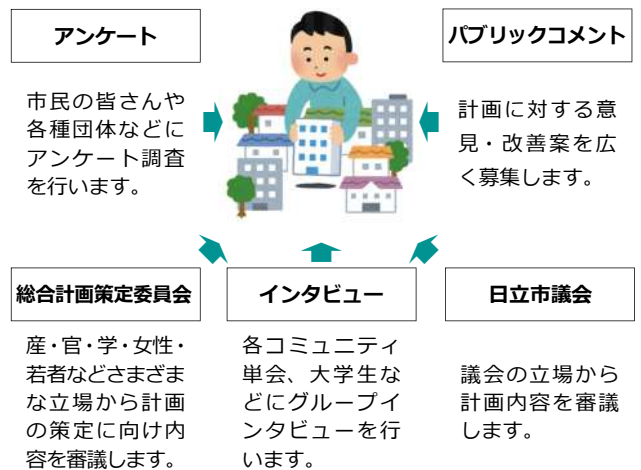 アンケート
市民の皆さんや
各種団体などに
アンケート調査
を行います。
パブリックコメント
計画に対する意
見・改善案を広
く募集します。
総合計画策定委員会
産・官・学・女性・
若者などさまざま
な立場から計画
の策定に向け内
容を審議します。
インタビュー
各コミュニティ
単会、大学生な
どにグループイ
ンタビューを行
います。
日立市議会
議会の立場から
計画内容を審議
します。